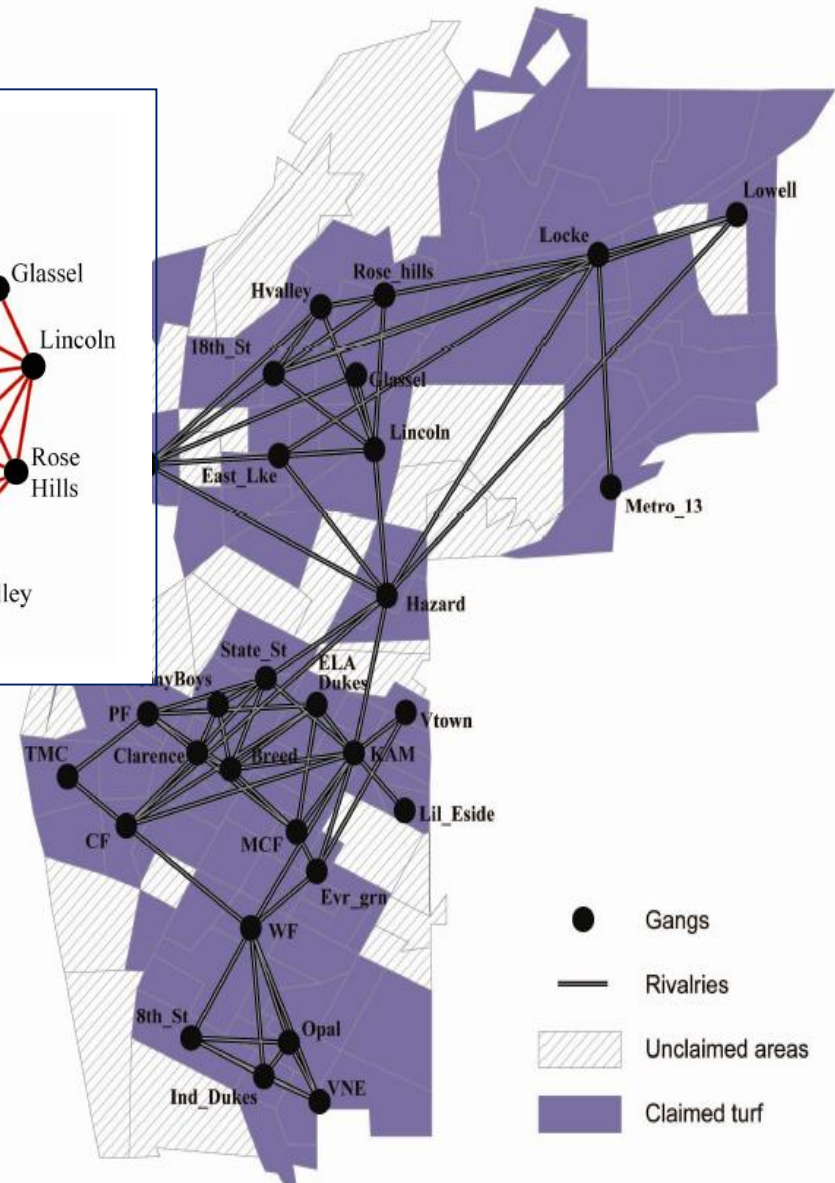 Glassel
Lincoln
Rose
Hills
lley
Lowell
Locke
Rose_hills
Hvalley
18th_St
Glassel
Lincoln
East_Lke
Metro_13
Hazard
State_St
ELA
Dukes
nyBoys
PF
Vtown
TMC
Clarence
Breed
KAM
Lil_Eside
CF
MCF
Evr_grn
WF
8th_St
Opal
Ind_Dukes
VNE
Gangs
Rivalries
Unclaimed areas
Claimed turf